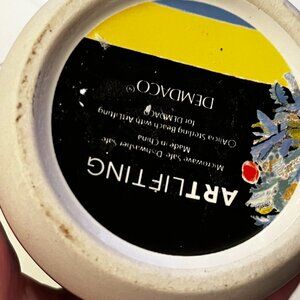 ARTLIFTING
Microwave Safe · Dishwasher Safe
Made in China
©Alicia Sterling Beach with ArtLifting
for DEMDACO
DEMDACO®